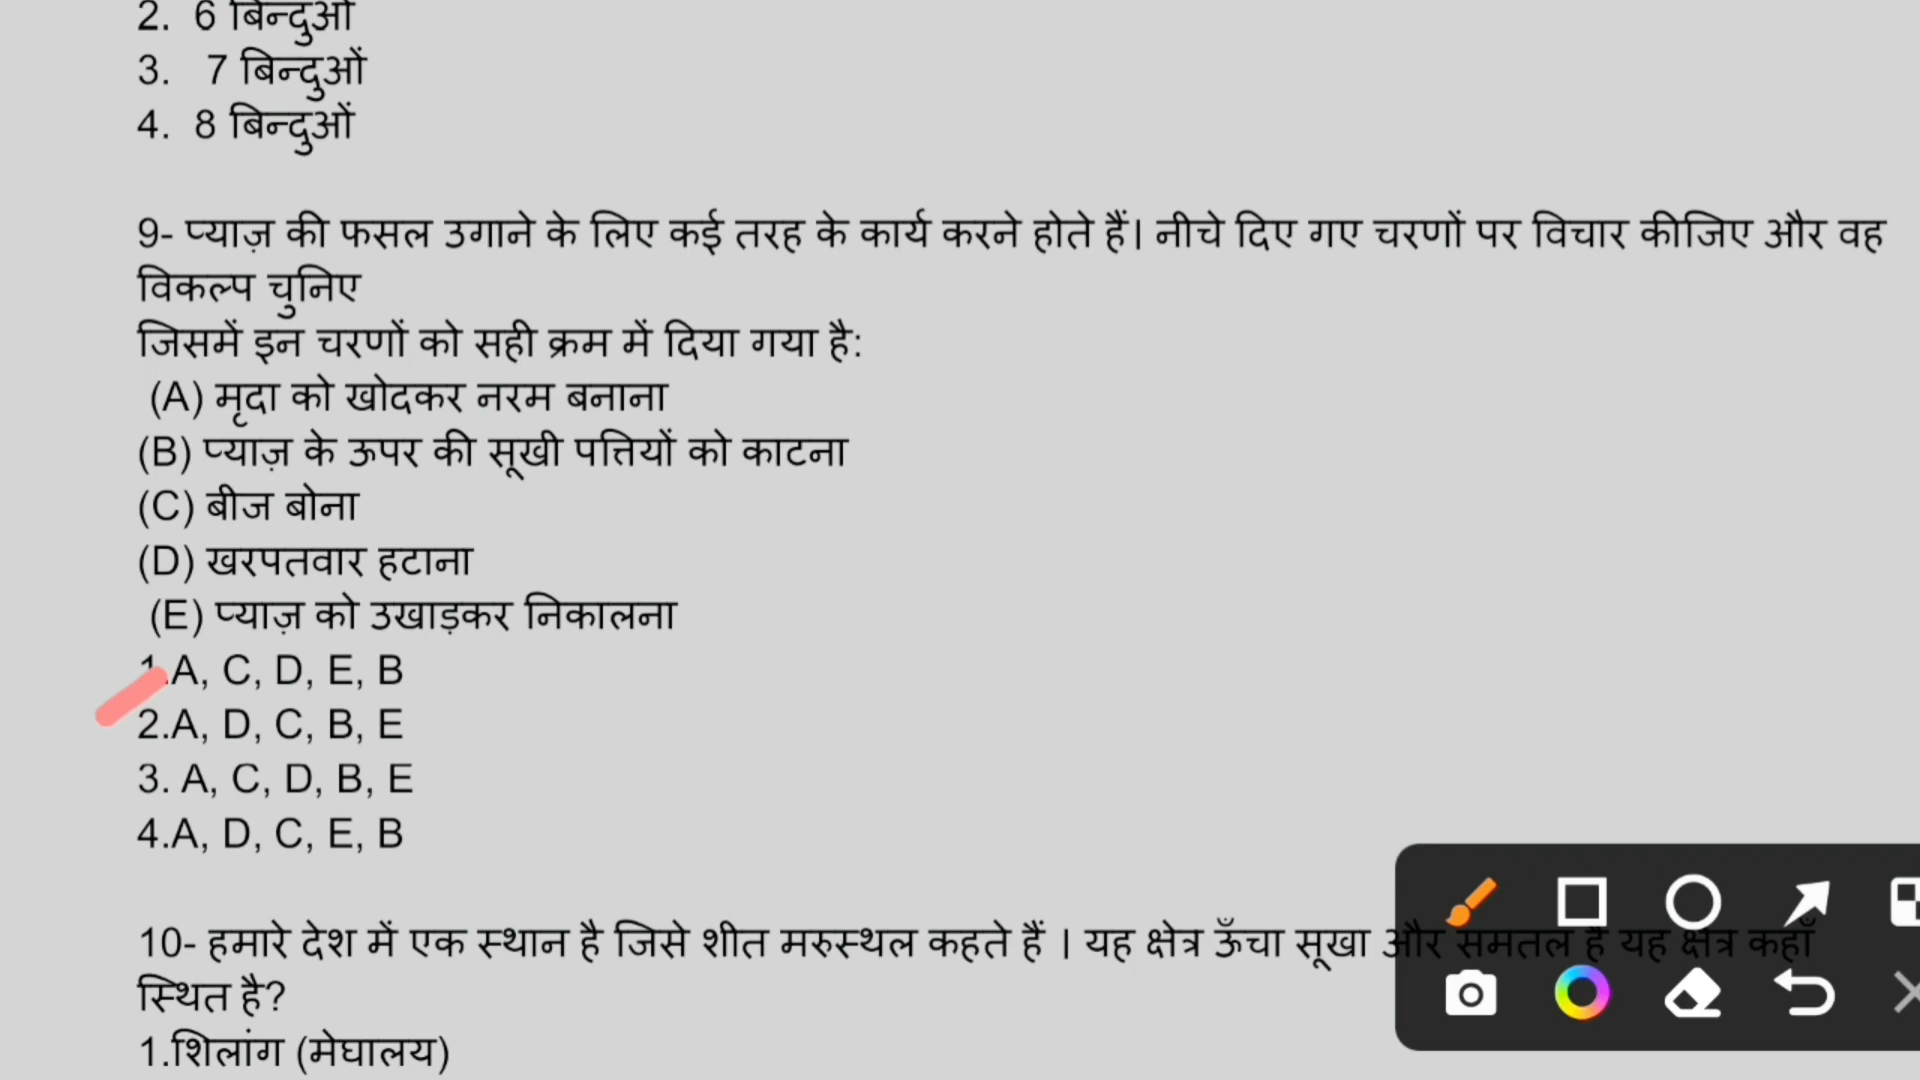 2. 6 बिन्दुओं
3. 7 बिन्दुओं
4. 8 बिन्दुओं
9- प्याज़ की फसल उगाने के लिए कई तरह के कार्य करने होते हैं। नीचे दिए गए चरणों पर विचार कीजिए और वह
विकल्प चुनिए
जिसमें इन चरणों को सही क्रम में दिया गया है:
(A) मृदा को खोदकर नरम बनाना
(B) प्याज़ के ऊपर की सूखी पत्तियों को काटना
(C) बीज बोना
(D) खरपतवार हटाना
(E) प्याज़ को उखाड़कर निकालना
1.A, C, D, E, B
2.A, D, C, B, E
3. A, C, D, B, E
4.A, D, C, E, B
10- हमारे देश में एक स्थान है जिसे शीत मरुस्थल कहते हैं । यह क्षेत्र ऊँचा सूखा और समतल है यह क्षेत्र कहाँ
स्थित है?
1.शिलांग (मेघालय)